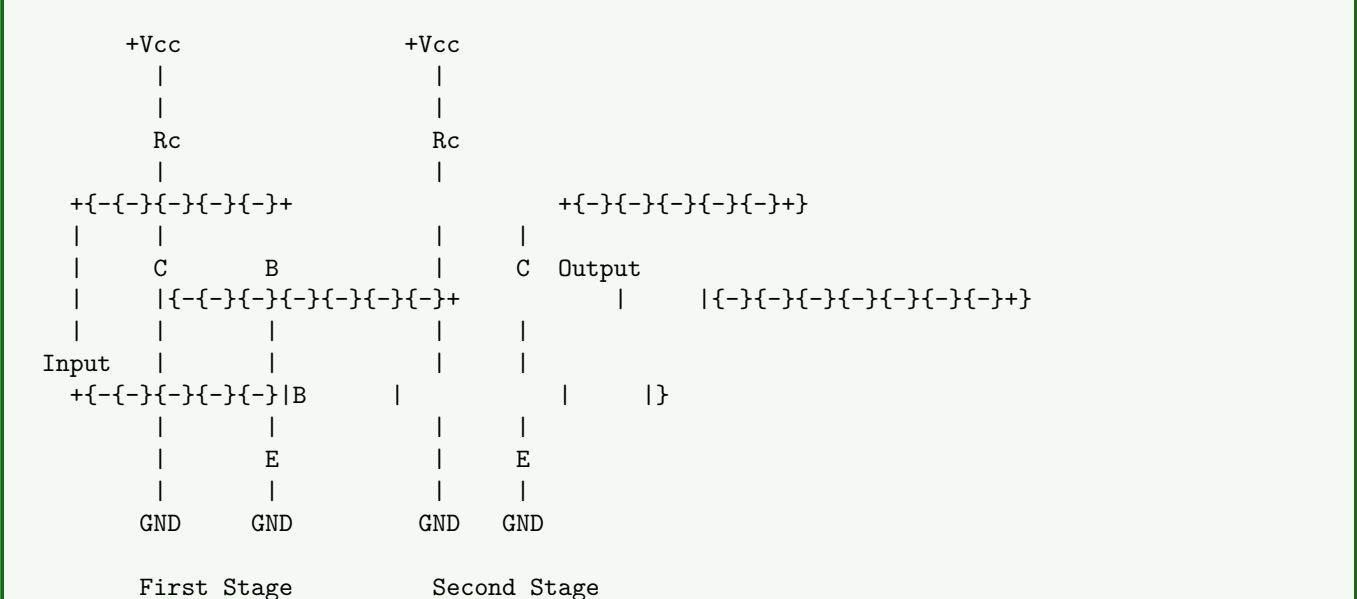 +Vcc                +Vcc
|                   |
|                   |
Rc                  Rc
|                   |
+{-{-}{-}{-}{-}+                   +{-}{-}{-}{-}{-}+}
|     |                   |     |
|     C       B           |     C  Output
|     |{-{-}{-}{-}{-}{-}{-}+           |     |{-}{-}{-}{-}{-}{-}{-}+}
|     |       |           |     |
Input   |       |           |     |
+{-{-}{-}{-}{-}|B      |           |     |}
|       |           |     |
|       E           |     E
|       |           |     |
GND     GND         GND   GND
First Stage          Second Stage